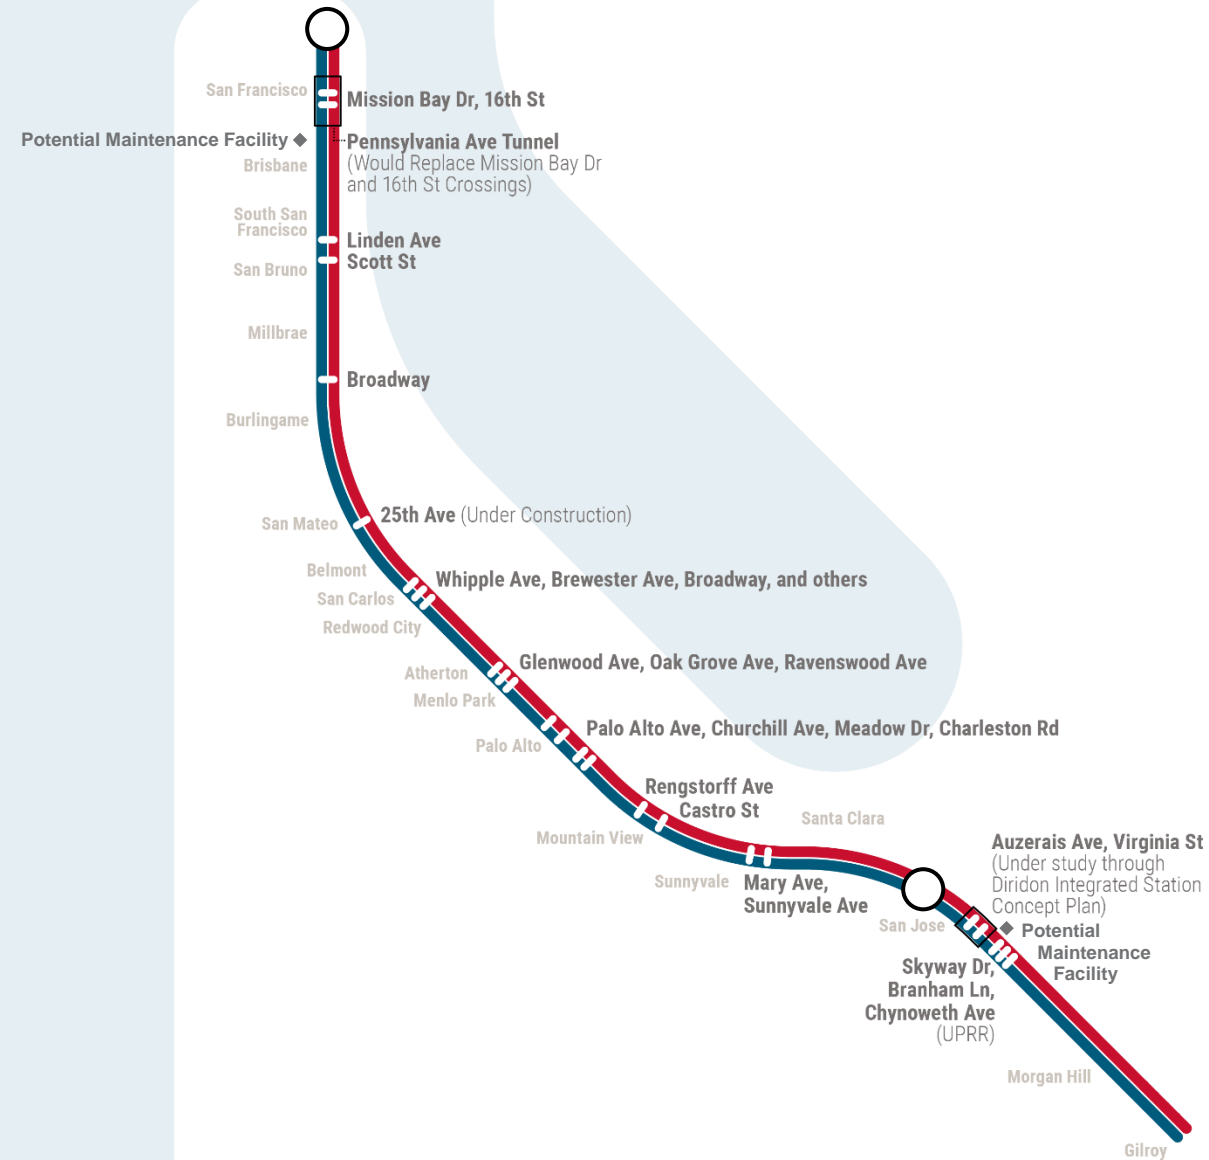 San Francisco
Mission Bay Dr, 16th St
Potential Maintenance Facility
Pennsylvania Ave Tunnel
(Would Replace Mission Bay Dr
and 16th St Crossings)
Brisbane
South San
Francisco
Linden Ave
Scott St
San Bruno
Millbrae
Broadway
Burlingame
25th Ave (Under Construction)
San Mateo
Belmont
Whipple Ave, Brewester Ave, Broadway, and others
San Carlos
Redwood City
Glenwood Ave, Oak Grove Ave, Ravenswood Ave
Atherton
Menlo Park
Palo Alto Ave, Churchill Ave, Meadow Dr, Charleston Rd
Palo Alto
Rengstorff Ave
Castro St
Mountain View
Santa Clara
Sunnyvale
Mary Ave,
Sunnyvale Ave
Auzerais Ave, Virginia St
(Under study through
Diridon Integrated Station
Concept Plan)
San Jose
Potential
Maintenance
Facility
Skyway Dr,
Branham Ln,
Chynoweth Ave
(UPRR)
Morgan Hill
Gilroy